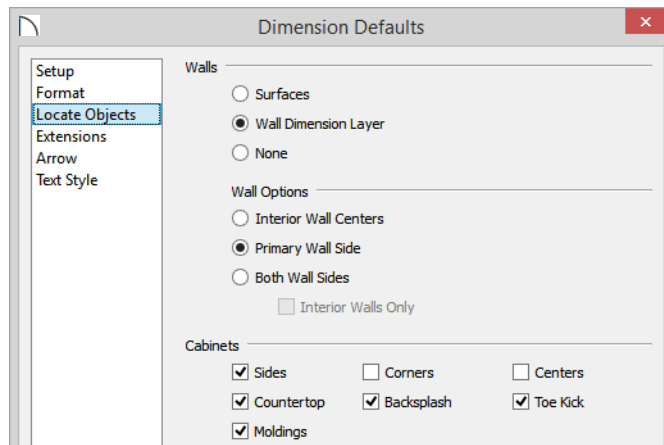 Dimension Defaults
Setup
Format
Locate Objects
Extensions
Arrow
Text Style
Walls
Surfaces
Wall Dimension Layer
None
Wall Options
Interior Wall Centers
Primary Wall Side
Both Wall Sides
Interior Walls Only
Cabinets
Sides Corners Centers
Countertop Backsplash Toe Kick
Moldings